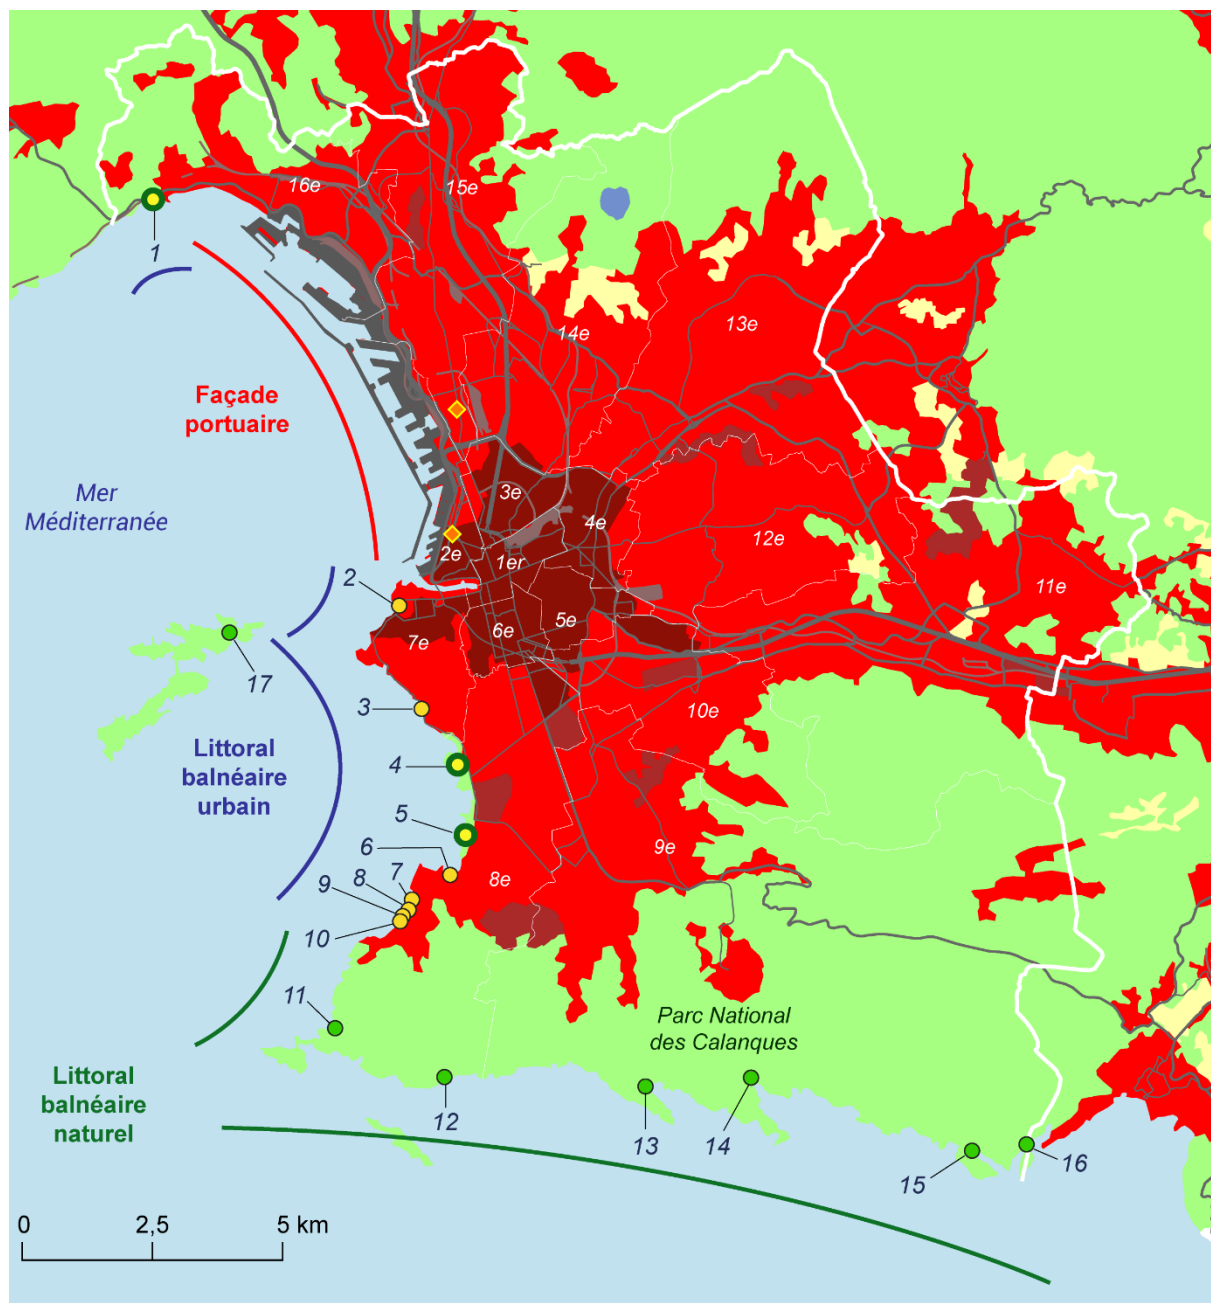 16e
15e
1
14e
13e
Façade
portuaire
Mer
Méditerranée
3e
4e
2e
1er
12e
11e
2
7e
6e
5e
17
3
10e
Littoral
balnéaire
urbain
4
5
6
7
8
9
10
8e
9e
11
Parc National
des Calanques
Littoral
balnéaire
naturel
12
13
14
15
16
0
2,5
5 km